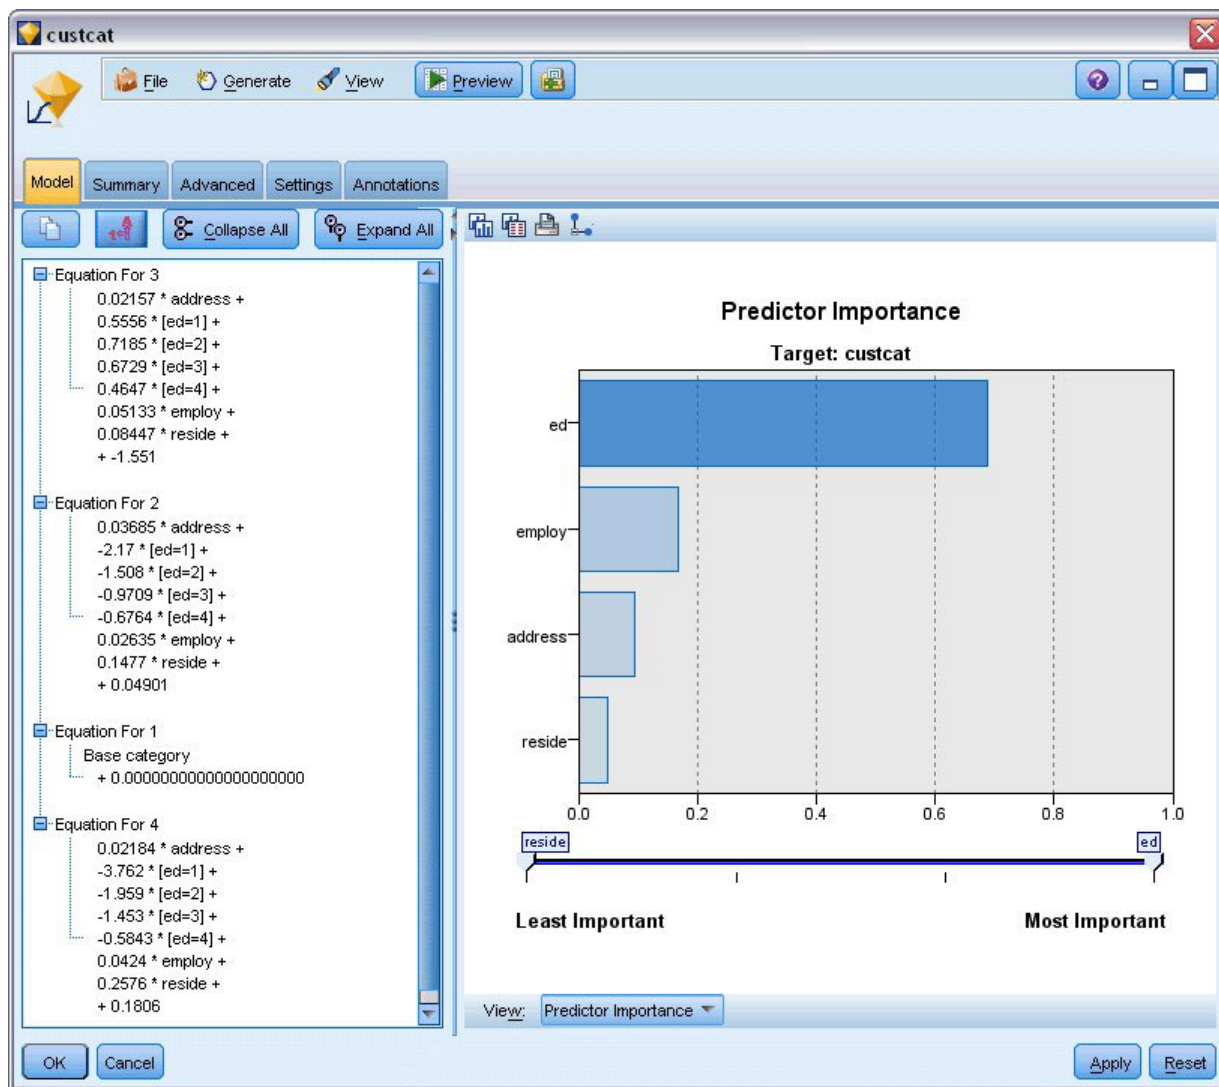 custcat
File Generate View Preview
Model Summary Advanced Settings Annotations
Collapse All Expand All
Equation For 3
0.02157 * address +
0.5556 * [ed=1] +
0.7185 * [ed=2] +
0.6729 * [ed=3] +
0.4647 * [ed=4] +
0.05133 * employ +
0.08447 * reside +
+ -1.551
Equation For 2
0.03685 * address +
-2.17 * [ed=1] +
-1.508 * [ed=2] +
-0.9709 * [ed=3] +
-0.6764 * [ed=4] +
0.02635 * employ +
0.1477 * reside +
+ 0.04901
Equation For 1
Base category
+ 0.00000000000000000000
Equation For 4
0.02184 * address +
-3.762 * [ed=1] +
-1.959 * [ed=2] +
-1.453 * [ed=3] +
-0.5843 * [ed=4] +
0.0424 * employ +
0.2576 * reside +
+ 0.1806
Predictor Importance
Target: custcat
ed
employ
address
reside
0.0 0.2 0.4 0.6 0.8 1.0
reside ed
Least Important Most Important
View: Predictor Importance
OK Cancel Apply Reset